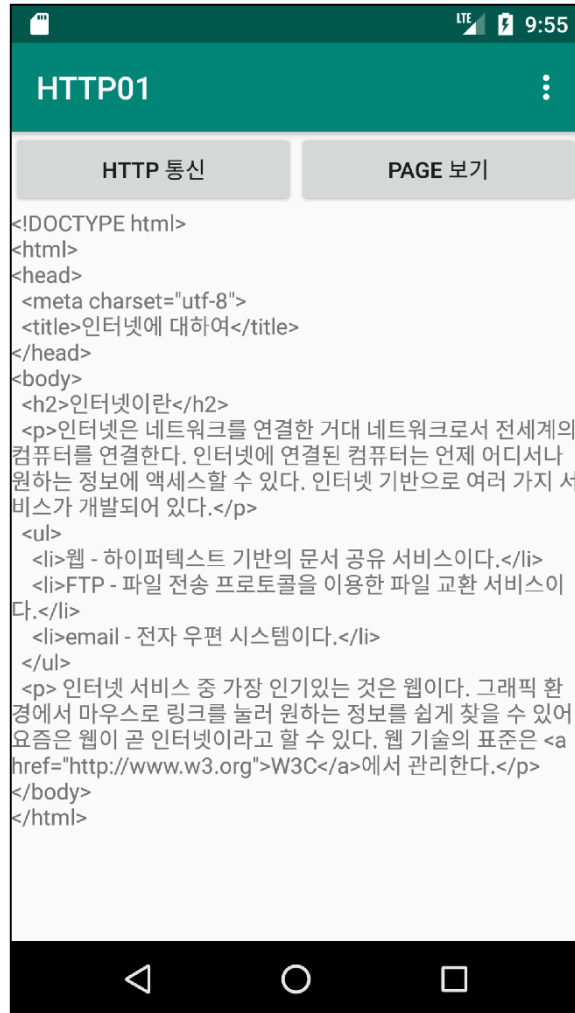 LTE 9:55
HTTP01
HTTP 통신 PAGE 보기
<!DOCTYPE html>
<html>
<head>
<meta charset="utf-8">
<title>인터넷에 대하여</title>
</head>
<body>
<h2>인터넷이란</h2>
<p>인터넷은 네트워크를 연결한 거대 네트워크로서 전세계의
컴퓨터를 연결한다. 인터넷에 연결된 컴퓨터는 언제 어디서나
원하는 정보에 액세스할 수 있다. 인터넷 기반으로 여러 가지 서
비스가 개발되어 있다.</p>
<ul>
<li>웹 - 하이퍼텍스트 기반의 문서 공유 서비스이다.</li>
<li>FTP - 파일 전송 프로토콜을 이용한 파일 교환 서비스이
다.</li>
<li>email - 전자 우편 시스템이다.</li>
</ul>
<p> 인터넷 서비스 중 가장 인기있는 것은 웹이다. 그래픽 환
경에서 마우스로 링크를 눌러 원하는 정보를 쉽게 찾을 수 있어
요즘은 웹이 곧 인터넷이라고 할 수 있다. 웹 기술의 표준은 <a
href="http://www.w3.org">W3C</a>에서 관리한다.</p>
</body>
</html>